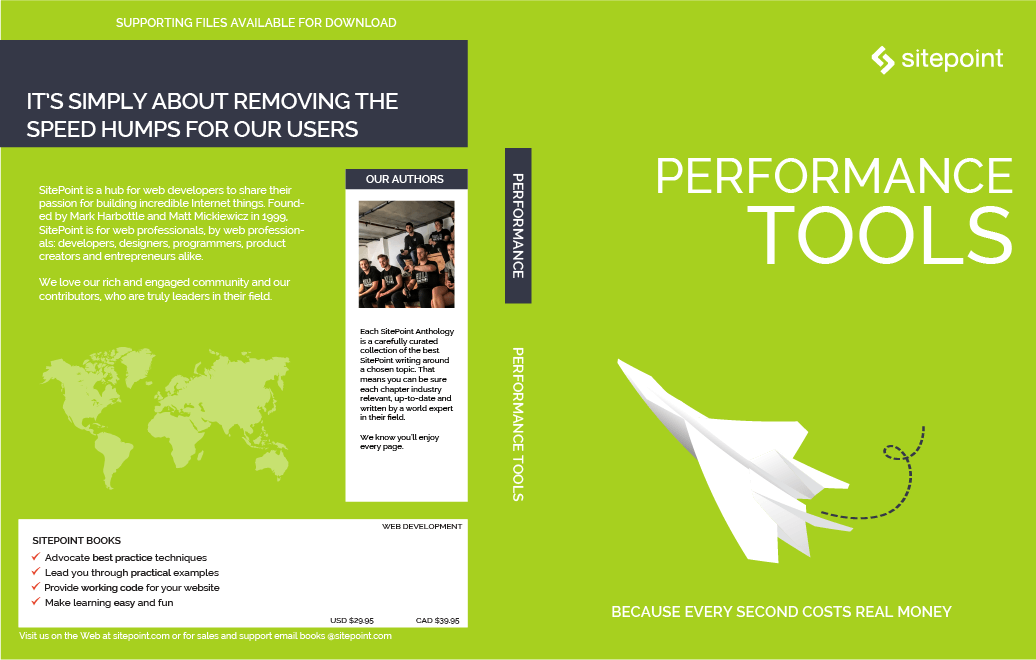 SUPPORTING FILES AVAILABLE FOR DOWNLOAD
IT'S SIMPLY ABOUT REMOVING THE
SPEED HUMPS FOR OUR USERS
SitePoint is a hub for web developers to share their
passion for building incredible Internet things. Found-
ed by Mark Harbottle and Matt Mickiewicz in 1999,
SitePoint is for web professionals, by web profession-
als: developers, designers, programmers, product
creators and entrepreneurs alike.
We love our rich and engaged community and our
contributors, who are truly leaders in their field.
OUR AUTHORS
Each SitePoint Anthology
is a carefully curated
collection of the best
SitePoint writing around
a chosen topic. That
means you can be sure
each chapter industry
relevant, up-to-date and
written by a world expert
in their field.
We know you'll enjoy
every page.
WEB DEVELOPMENT
SITEPOINT BOOKS
Advocate best practice techniques
Lead you through practical examples
Provide working code for your website
Make learning easy and fun
USD $29.95 CAD $39.95
Visit us on the Web at sitepoint.com or for sales and support email books @sitepoint.com
PERFORMANCE
PERFORMANCE TOOLS
sitepoint
PERFORMANCE
TOOLS
BECAUSE EVERY SECOND COSTS REAL MONEY